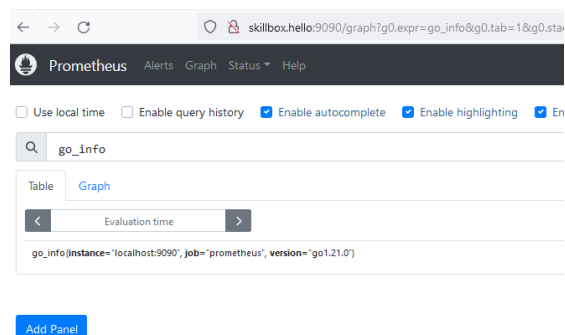 skillbox.hello:9090/graph?g0.expr=go_info&g0.tab=1&g0.sta
Prometheus Alerts Graph Status Help
Use local time Enable query history Enable autocomplete Enable highlighting En
go_info
Table Graph
Evaluation time
go_info{instance="localhost:9090", job="prometheus", version="go1.21.0"}
Add Panel